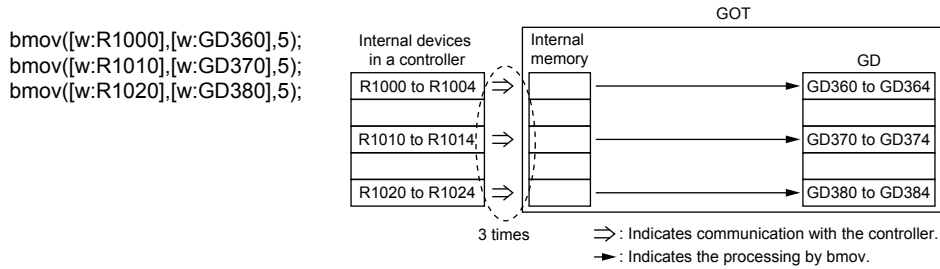 bmov([w:R1000],[w:GD360],5);
bmov([w:R1010],[w:GD370],5);
bmov([w:R1020],[w:GD380],5);
GOT
Internal devices
in a controller
Internal
memory
GD
R1000 to R1004
GD360 to GD364
R1010 to R1014
GD370 to GD374
R1020 to R1024
GD380 to GD384
3 times
⇒ : Indicates communication with the controller.
→ : Indicates the processing by bmov.